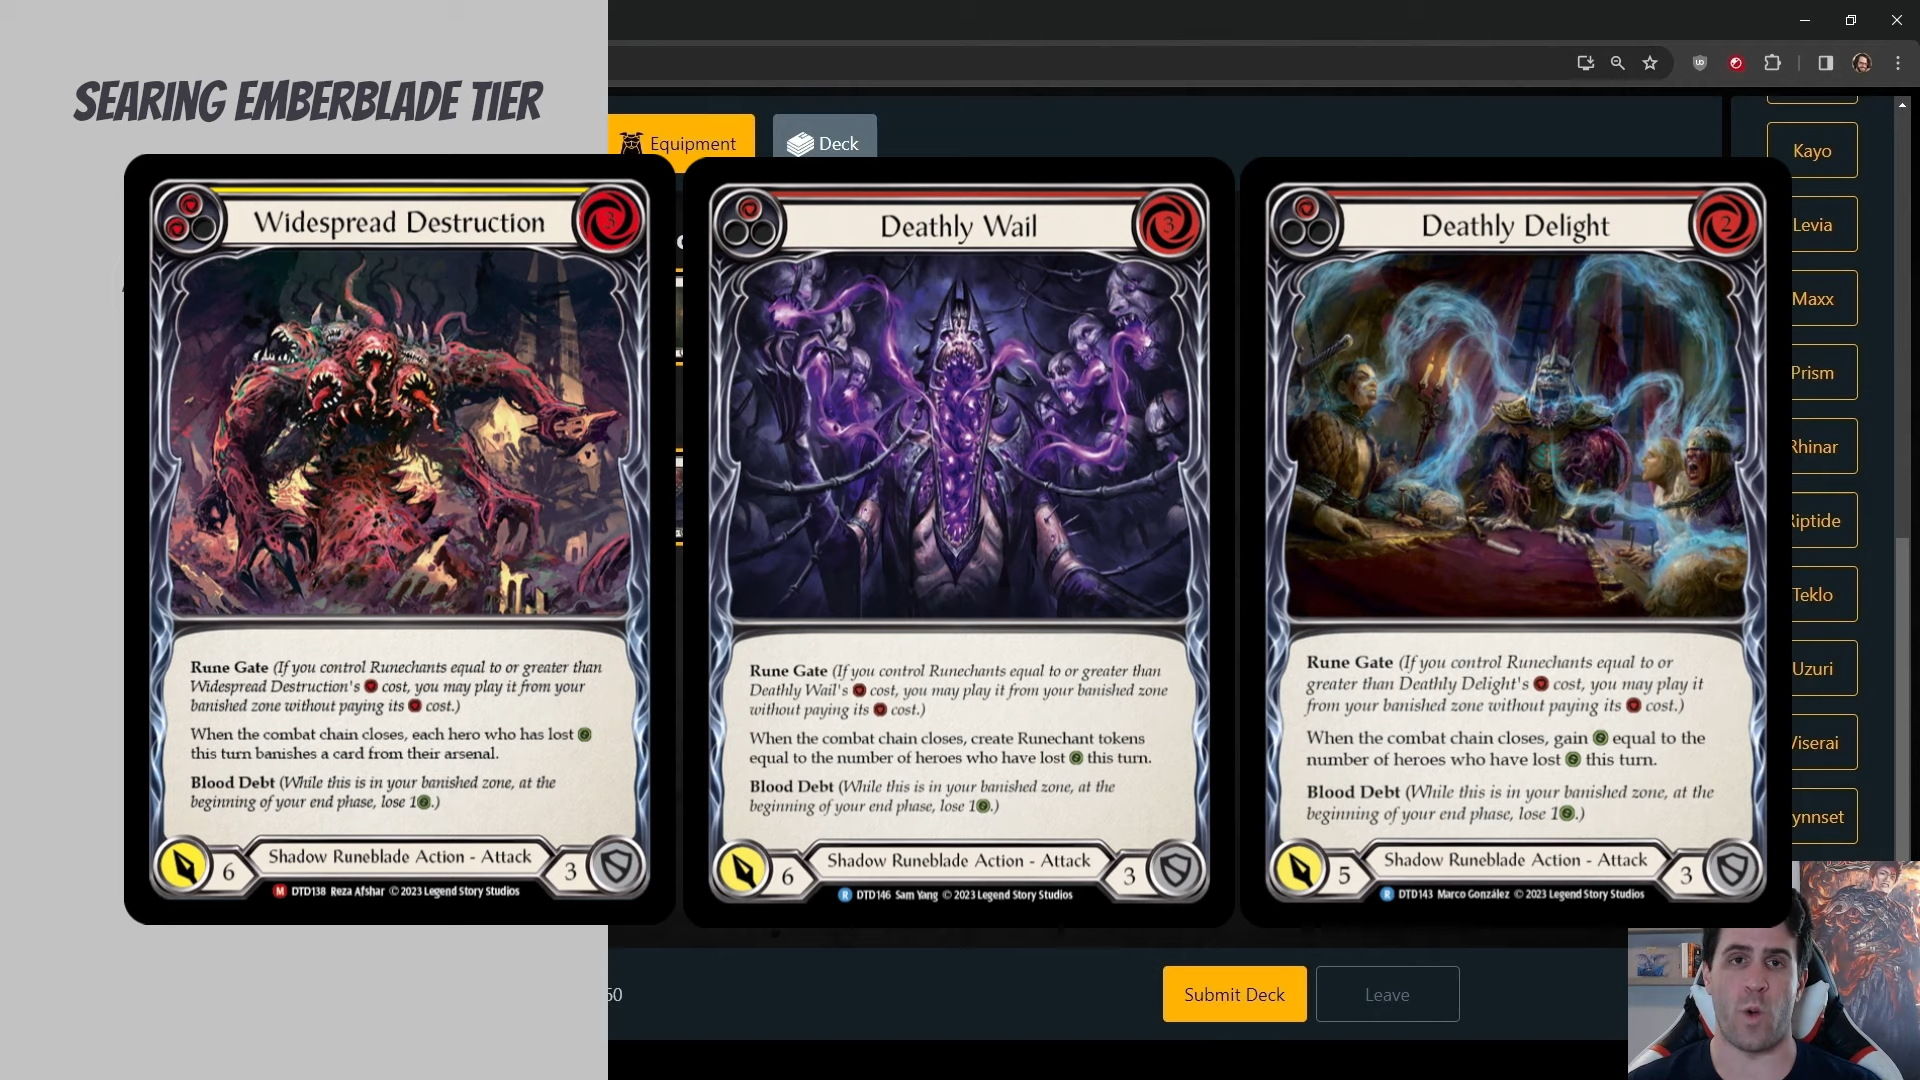 SEARING EMBERBLADE TIER
Equipment
Deck
Kayo
Levia
Maxx
Prism
Rhinar
Riptide
Teklo
Uzuri
Viserai
ynnset
3
Widespread Destruction
Rune Gate (If you control Runechants equal to or greater than
Widespread Destruction's cost, you may play it from your
banished zone without paying its cost.)
When the combat chain closes, each hero who has lost
this turn banishes a card from their arsenal.
Blood Debt (While this is in your banished zone, at the
beginning of your end phase, lose 1.)
6
Shadow Runeblade Action - Attack
3
M DTD138 Reza Afshar © 2023 Legend Story Studios
Deathly Wail
3
Rune Gate (If you control Runechants equal to or greater than
Deathly Wail's cost, you may play it from your banished zone
without paying its cost.)
When the combat chain closes, create Runechant tokens
equal to the number of heroes who have lost this turn.
Blood Debt (While this is in your banished zone, at the
beginning of your end phase, lose 1.)
6
Shadow Runeblade Action - Attack
3
R DTD146 Sam Yang © 2023 Legend Story Studios
Deathly Delight
2
Rune Gate (If you control Runechants equal to or
greater than Deathly Delight's cost, you may play it
from your banished zone without paying its cost.)
When the combat chain closes, gain equal to the
number of heroes who have lost this turn.
Blood Debt (While this is in your banished zone, at the
beginning of your end phase, lose 1.)
5
Shadow Runeblade Action - Attack
3
R DTD143 Marco González © 2023 Legend Story Studios
60
Submit Deck
Leave